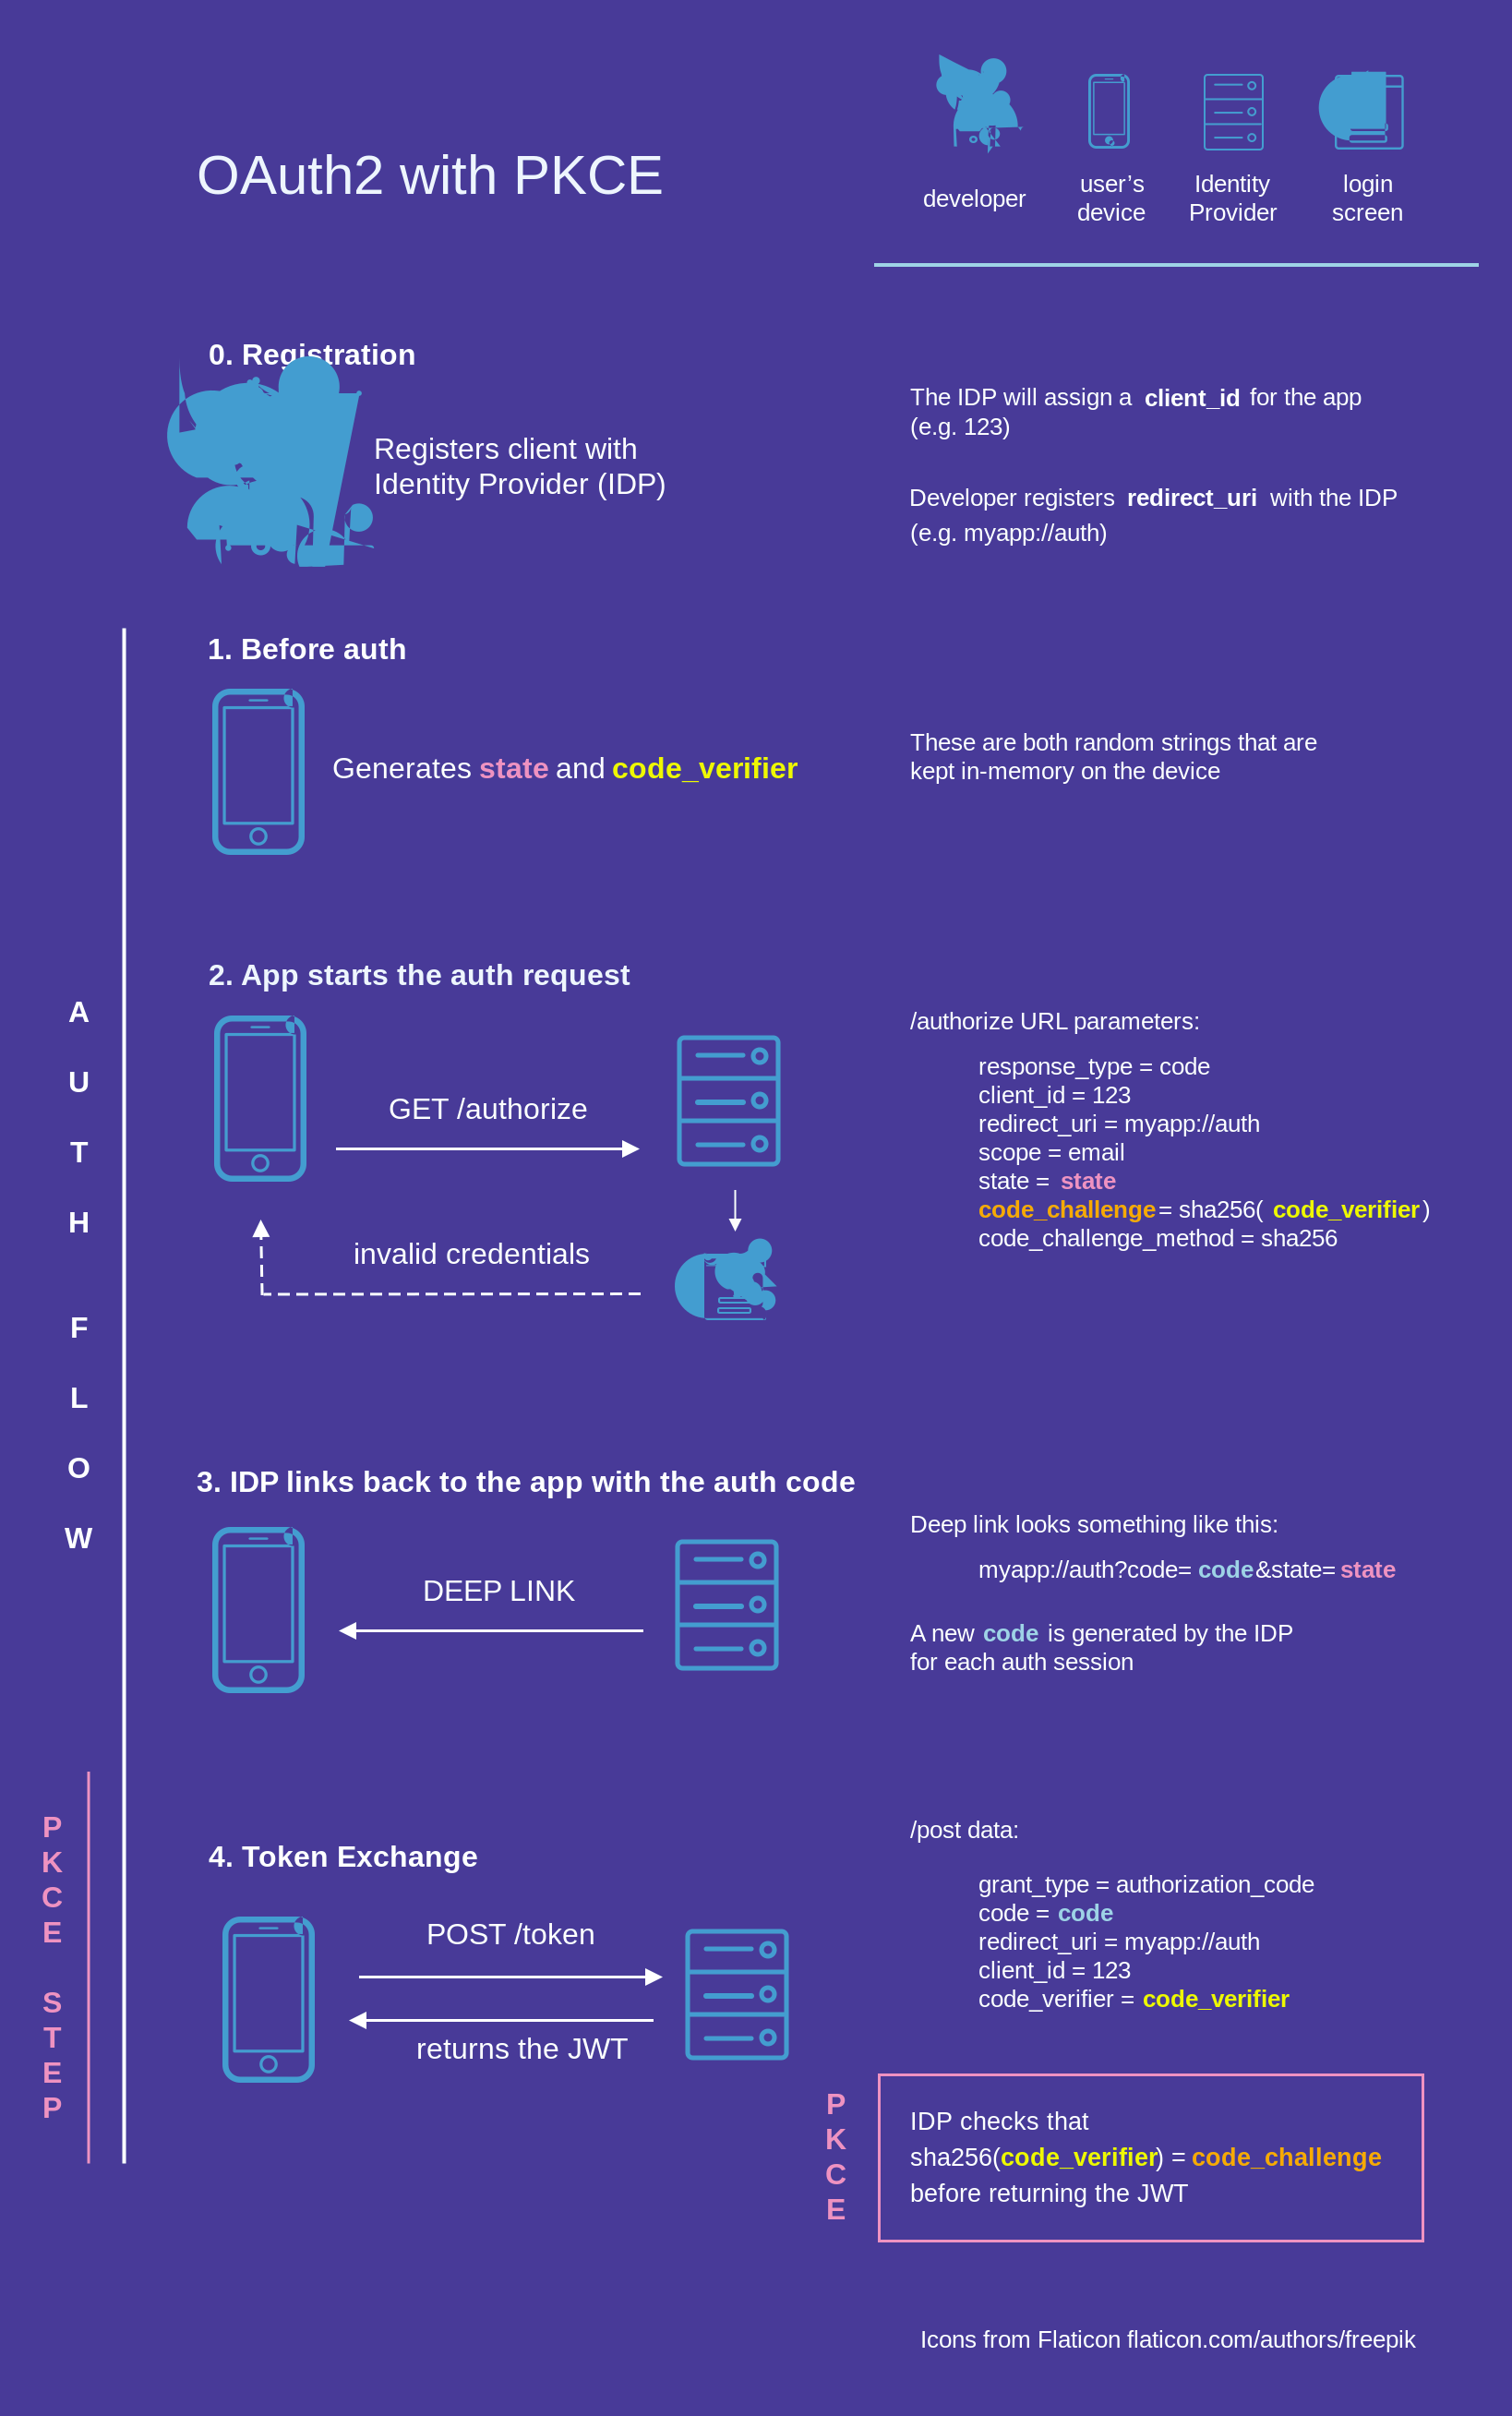 OAuth2 with PKCE
developer
user’s
device
Identity
Provider
login
screen
0. Registration
Registers client with
Identity Provider (IDP)
The IDP will assign a client_id for the app
(e.g. 123)
Developer registers redirect_uri with the IDP
(e.g. myapp://auth)
AUTH FLOW
1. Before auth
Generates state and code_verifier
These are both random strings that are
kept in-memory on the device
2. App starts the auth request
GET /authorize
invalid credentials
/authorize URL parameters:
response_type = code
client_id = 123
redirect_uri = myapp://auth
scope = email
state = state
code_challenge = sha256( code_verifier )
code_challenge_method = sha256
3. IDP links back to the app with the auth code
DEEP LINK
Deep link looks something like this:
myapp://auth?code= code &state= state
A new code is generated by the IDP
for each auth session
PKCE STEP
4. Token Exchange
POST /token
returns the JWT
/post data:
grant_type = authorization_code
code = code
redirect_uri = myapp://auth
client_id = 123
code_verifier = code_verifier
PKCE
IDP checks that
sha256(code_verifier) = code_challenge
before returning the JWT
Icons from Flaticon flaticon.com/authors/freepik